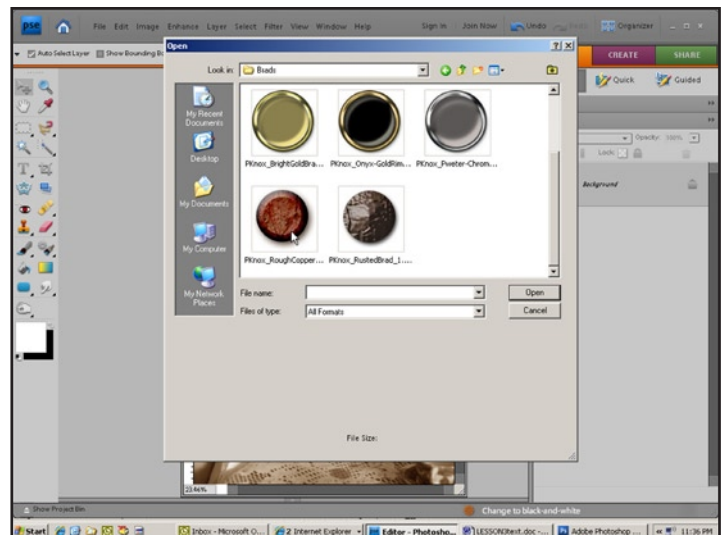 pse File Edit Image Enhance Layer Select Filter View Window Help Sign In Join Now Undo Organizer
Auto Select Layer Show Bounding
Open
CREATE SHARE
Look in: Brads
Quick Guided
My Recent
Documents
Desktop
My Documents
My Computer
My Network
Places
PKnox_BrightGoldBra... PKnox_Onyx-GoldRim... PKnox_Pweter-Chrom...
PKnox_RoughCopper... PKnox_RustedBrad_1....
Opacity: 100%
Lock:
Background
File name: Open
Files of type: All Formats Cancel
File Size:
23.46%
Show Project Bin
Change to black-and-white
Start Inbox - Microsoft O... 2 Internet Explorer Editor - Photosho... LESSON3text.doc -... Adobe Photoshop ... 11:36 PM